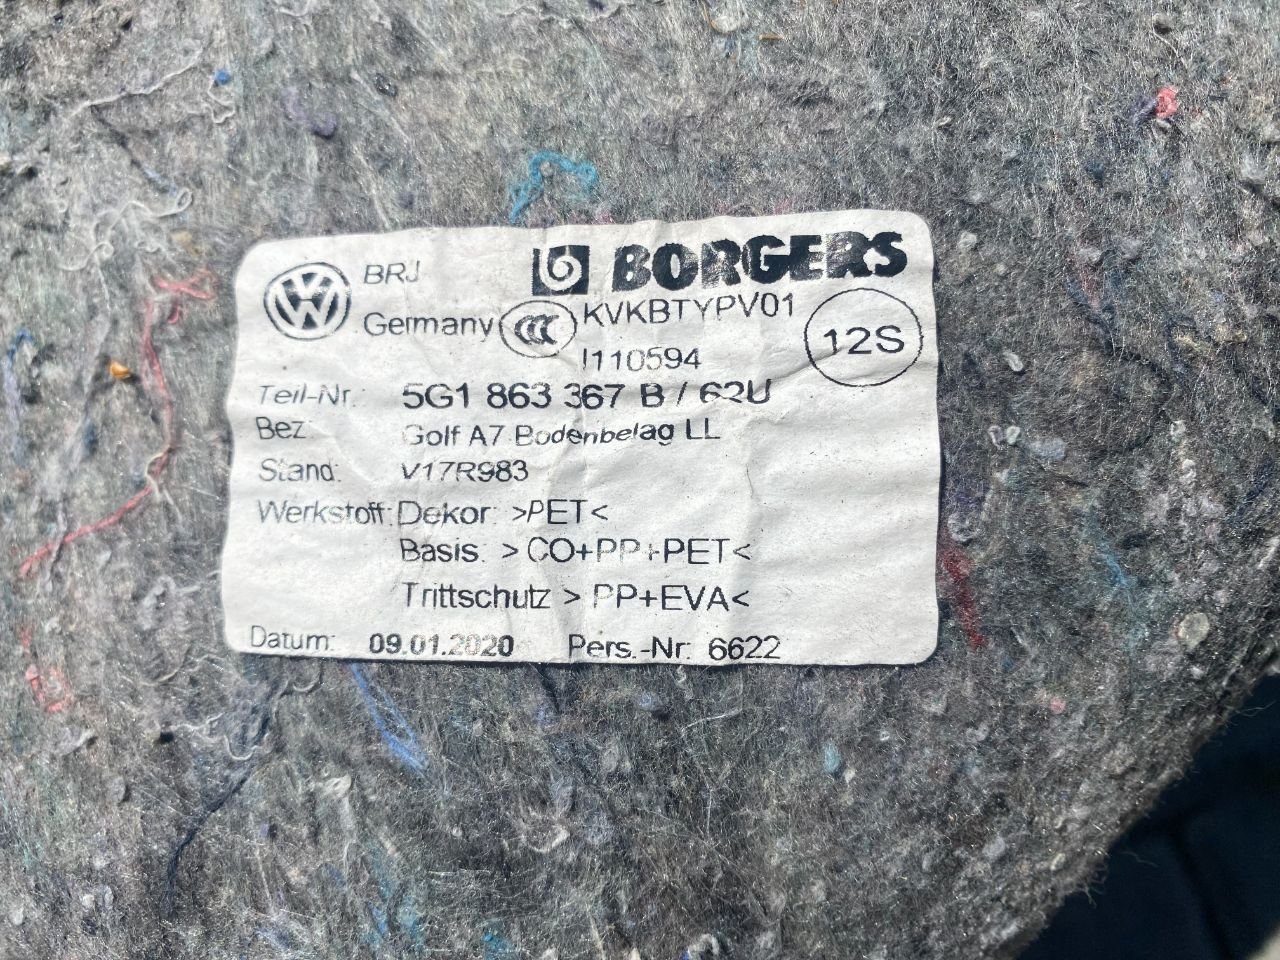 BRJ
BORGERS
Germany
CCC
KVKBTYPV01
I110594
12S
Teil-Nr.: 5G1 863 367 B / 62U
Bez.: Golf A7 Bodenbelag LL
Stand: V17R983
Werkstoff: Dekor: >PET<
Basis: > CO+PP+PET<
Trittschutz > PP+EVA<
Datum: 09.01.2020 Pers.-Nr: 6622